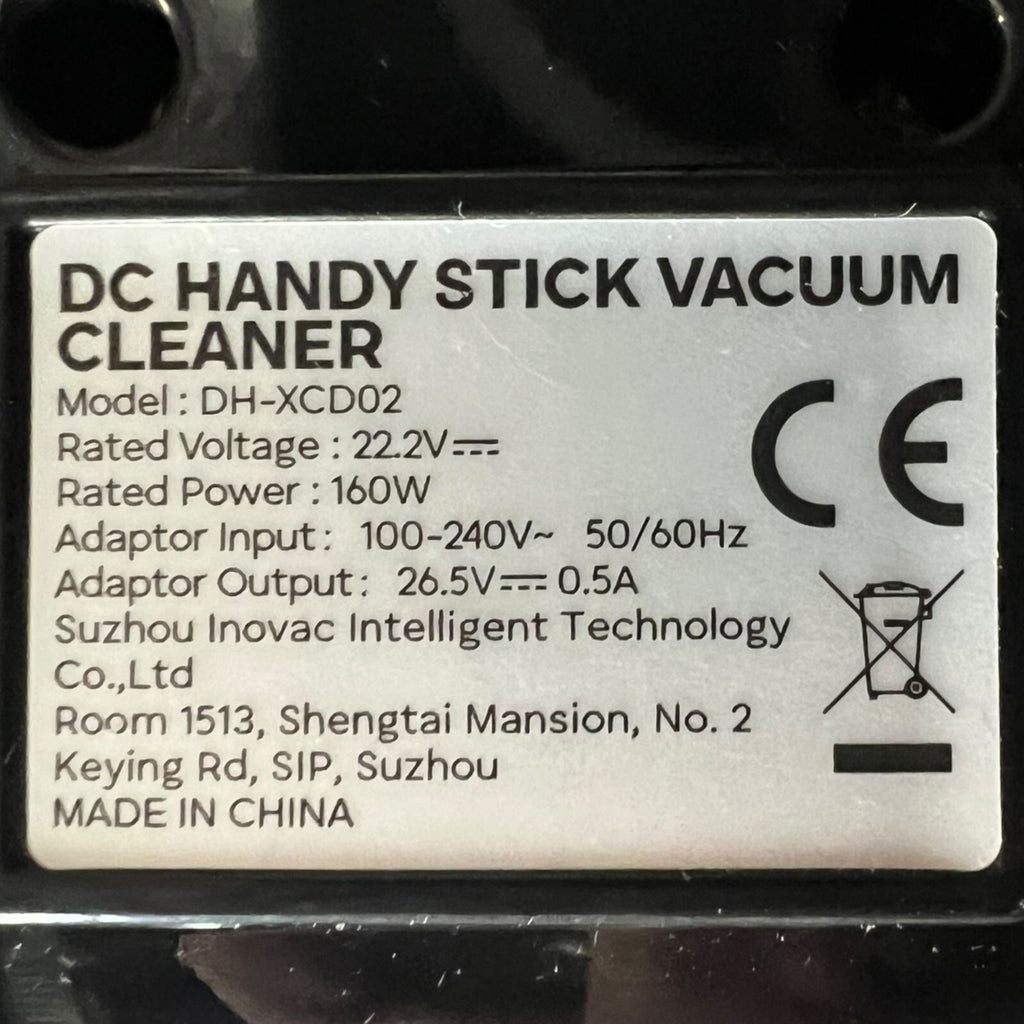 DC HANDY STICK VACUUM
CLEANER
Model : DH-XCD02
Rated Voltage : 22.2V⎓
Rated Power : 160W
Adaptor Input : 100-240V~ 50/60Hz
Adaptor Output : 26.5V⎓ 0.5A
Suzhou Inovac Intelligent Technology
Co.,Ltd
Room 1513, Shengtai Mansion, No. 2
Keying Rd, SIP, Suzhou
MADE IN CHINA
CE